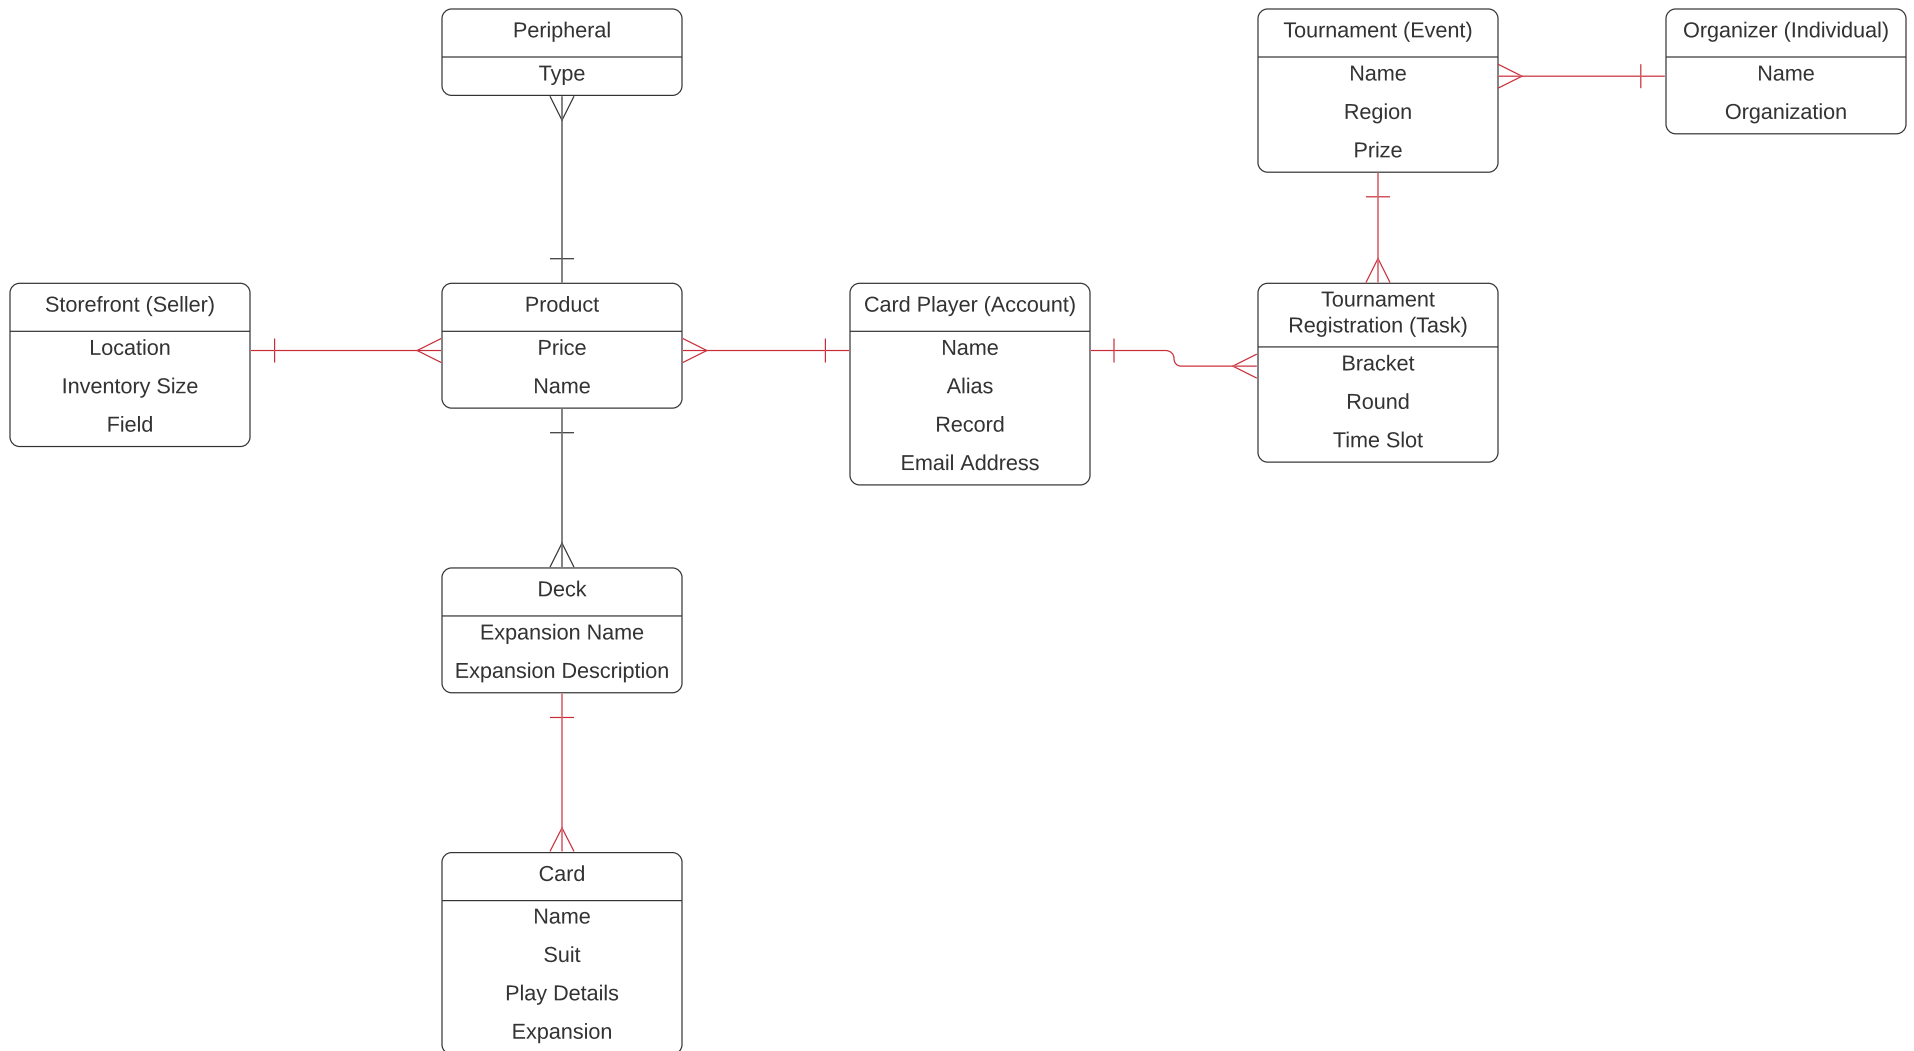 Peripheral
Type
Tournament (Event)
Name
Region
Prize
Organizer (Individual)
Name
Organization
Storefront (Seller)
Location
Inventory Size
Field
Product
Price
Name
Card Player (Account)
Name
Alias
Record
Email Address
Tournament
Registration (Task)
Bracket
Round
Time Slot
Deck
Expansion Name
Expansion Description
Card
Name
Suit
Play Details
Expansion